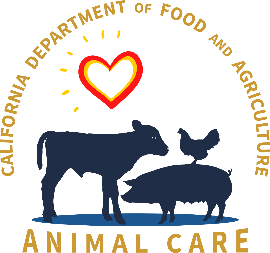 CALIFORNIA DEPARTMENT OF FOOD AND AGRICULTURE
ANIMAL CARE